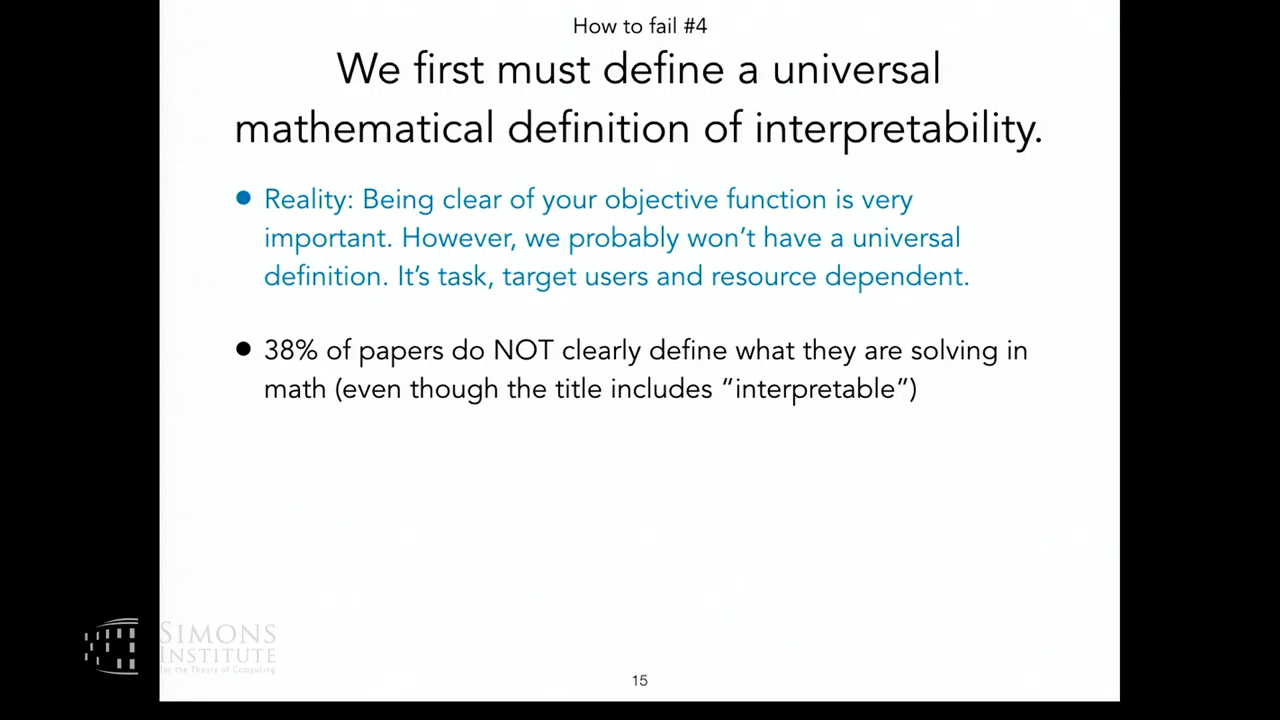 How to fail #4
We first must define a universal
mathematical definition of interpretability.
● Reality: Being clear of your objective function is very
important. However, we probably won’t have a universal
definition. It’s task, target users and resource dependent.
● 38% of papers do NOT clearly define what they are solving in
math (even though the title includes “interpretable”)
SIMONS
INSTITUTE
for the Theory of Computing
15